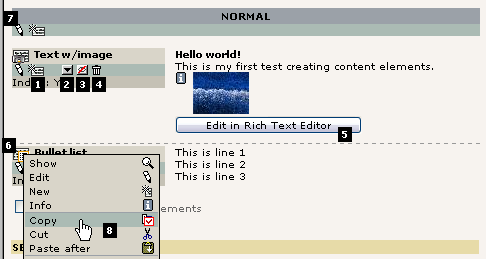 7
NORMAL
Text w/image
Hello world!
This is my first test creating content elements.
1
2
3
4
Edit in Rich Text Editor
5
6
Bullet list
This is line 1
This is line 2
This is line 3
Show
Edit
New
Info
Copy
Cut
Paste after
8
ements